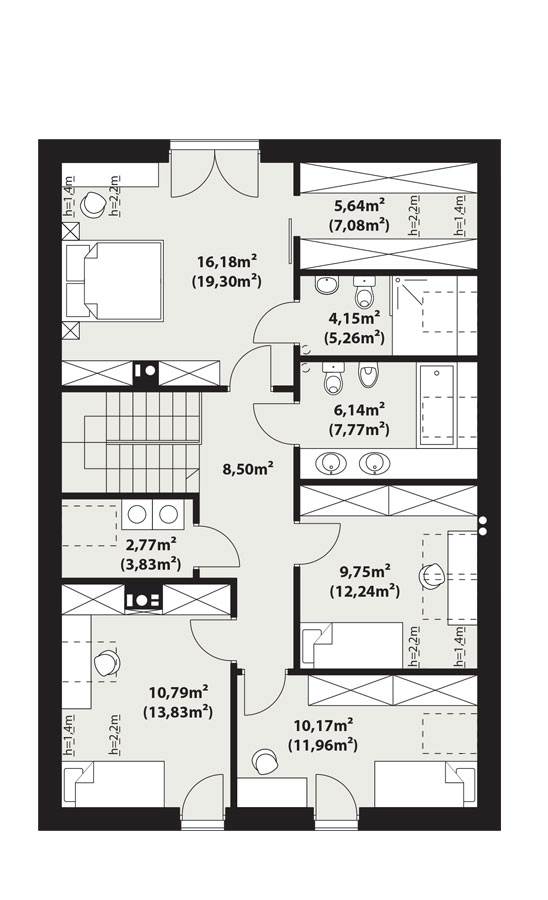 h=1,4m
h=2,2m
5,64m²
(7,08m²)
h=2,2m
h=1,4m
16,18m²
(19,30m²)
4,15m²
(5,26m²)
6,14m²
(7,77m²)
8,50m²
2,77m²
(3,83m²)
9,75m²
(12,24m²)
h=2,2m
h=1,4m
10,79m²
(13,83m²)
h=1,4m
h=2,2m
10,17m²
(11,96m²)